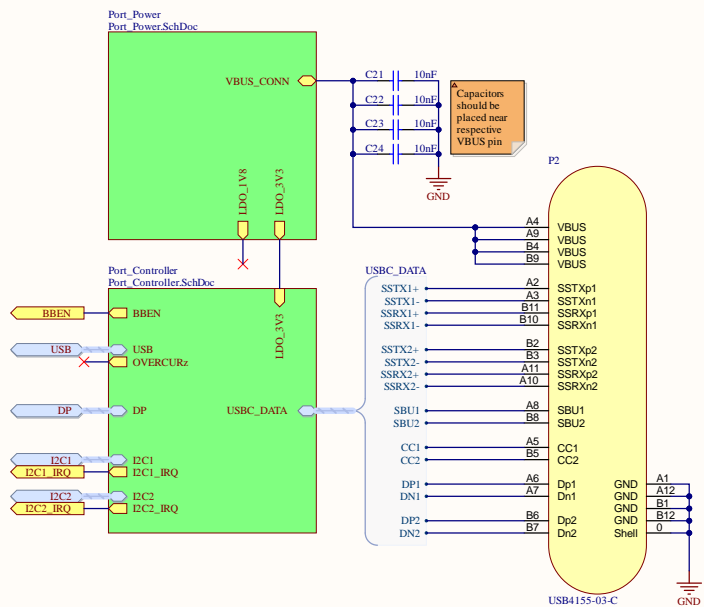 Port_Power
Port_Power.SchDoc
VBUS_CONN
LDO_1V8
LDO_3V3
C21 10nF
C22 10nF
C23 10nF
C24 10nF
GND
Capacitors
should be
placed near
respective
VBUS pin
Port_Controller
Port_Controller.SchDoc
LDO_3V3
BBEN BBEN
USB USB
OVERCURz
DP DP
USBC_DATA
I2C1 I2C1
I2C1_IRQ I2C1_IRQ
I2C2 I2C2
I2C2_IRQ I2C2_IRQ
USBC_DATA
SSTX1+
SSTX1-
SSRX1+
SSRX1-
SSTX2+
SSTX2-
SSRX2+
SSRX2-
SBU1
SBU2
CC1
CC2
DP1
DN1
DP2
DN2
P2
A4 VBUS
A9 VBUS
B4 VBUS
B9 VBUS
A2 SSTXp1
A3 SSTXn1
B11 SSRXp1
B10 SSRXn1
B2 SSTXp2
B3 SSTXn2
A11 SSRXp2
A10 SSRXn2
A8 SBU1
B8 SBU2
A5 CC1
B5 CC2
A6 Dp1
A7 Dn1
B6 Dp2
B7 Dn2
GND A1
GND A12
GND B1
GND B12
Shell 0
GND
USB4155-03-C